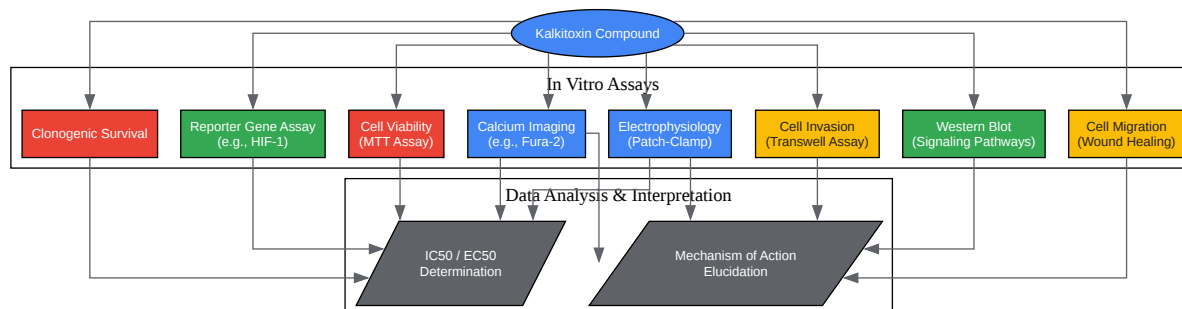 Kalkitoxin Compound
In Vitro Assays
Clonogenic Survival
Reporter Gene Assay
(e.g., HIF-1)
Cell Viability
(MTT Assay)
Calcium Imaging
(e.g., Fura-2)
Electrophysiology
(Patch-Clamp)
Cell Invasion
(Transwell Assay)
Western Blot
(Signaling Pathways)
Cell Migration
(Wound Healing)
Data Analysis & Interpretation
IC50 / EC50
Determination
Mechanism of Action
Elucidation